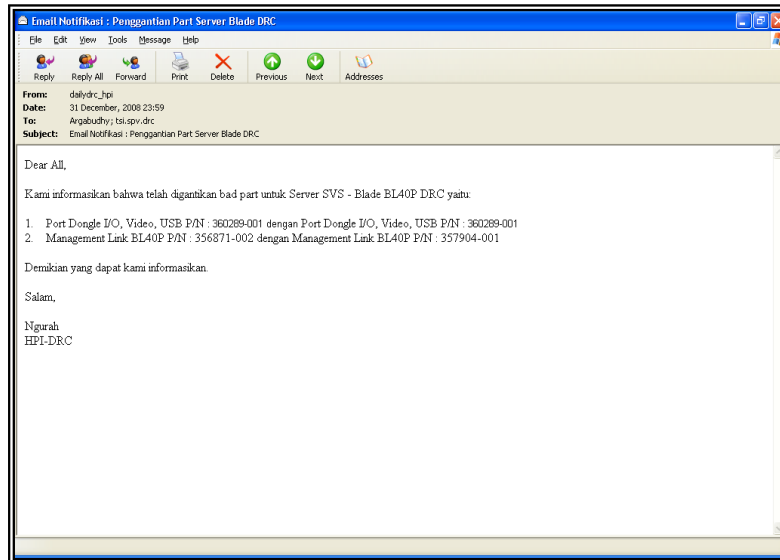 Email Notifikasi : Penggantian Part Server Blade DRC
File Edit View Tools Message Help
Reply Reply All Forward Print Delete Previous Next Addresses
From: dailydrc_hpi
Date: 31 December, 2008 23:59
To: Argabudhy; tsi.spv.drc
Subject: Email Notifikasi : Penggantian Part Server Blade DRC
Dear All,
Kami informasikan bahwa telah digantikan bad part untuk Server SVS - Blade BL40P DRC yaitu:
1. Port Dongle I/O, Video, USB P/N : 360289-001 dengan Port Dongle I/O, Video, USB P/N : 360289-001
2. Management Link BL40P P/N : 356871-002 dengan Management Link BL40P P/N : 357904-001
Demikian yang dapat kami informasikan.
Salam,
Ngurah
HPI-DRC